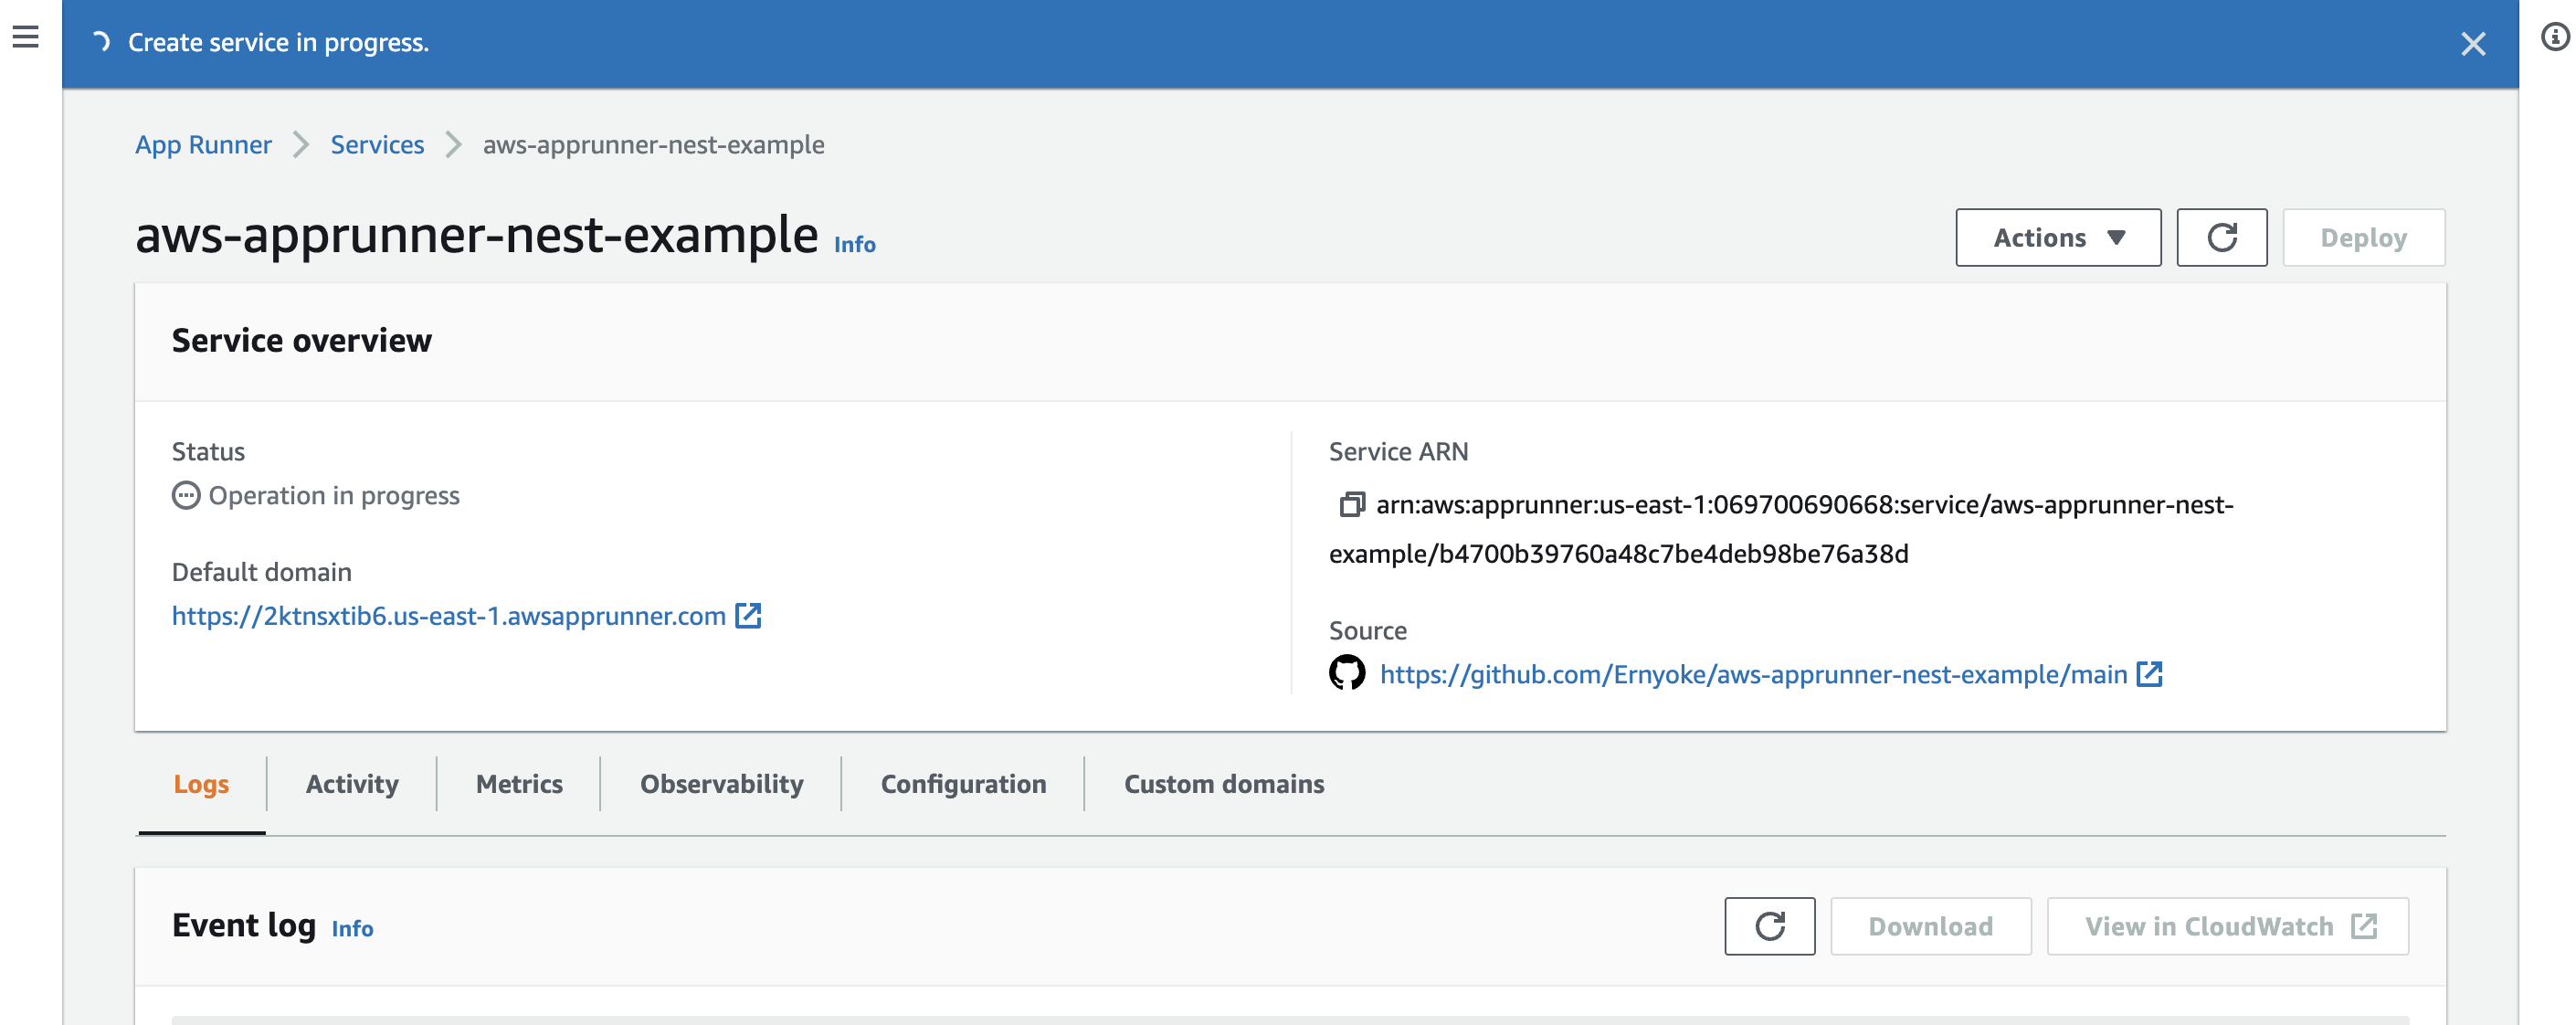 Create service in progress.
App Runner > Services > aws-apprunner-nest-example
aws-apprunner-nest-example Info
Actions Deploy
Service overview
Status
Operation in progress
Default domain
https://2ktnsxtib6.us-east-1.awsapprunner.com
Service ARN
arn:aws:apprunner:us-east-1:069700690668:service/aws-apprunner-nest-
example/b4700b39760a48c7be4deb98be76a38d
Source
https://github.com/Ernyoke/aws-apprunner-nest-example/main
Logs Activity Metrics Observability Configuration Custom domains
Event log Info Download View in CloudWatch